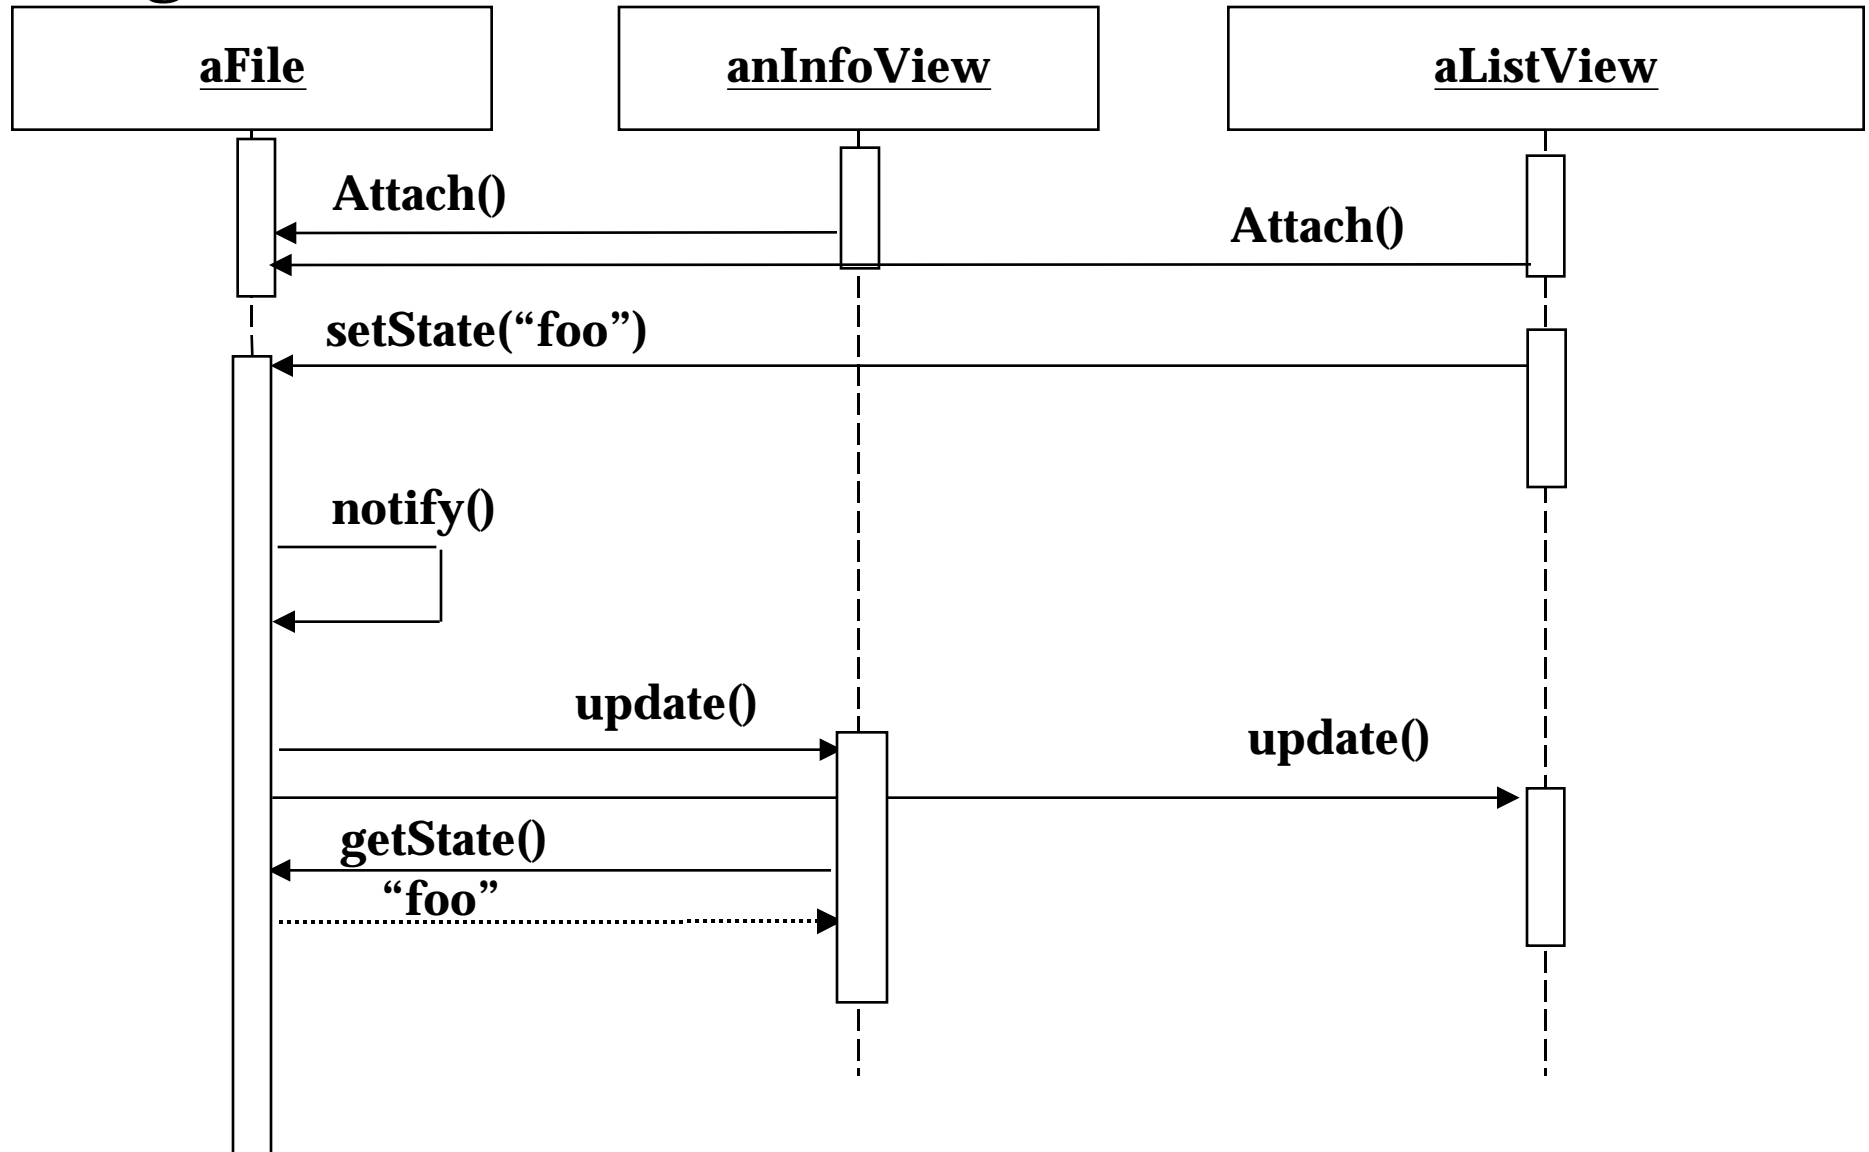 aFile
anInfoView
aListView
Attach()
Attach()
setState(“foo”)
notify()
update()
update()
getState()
“foo”